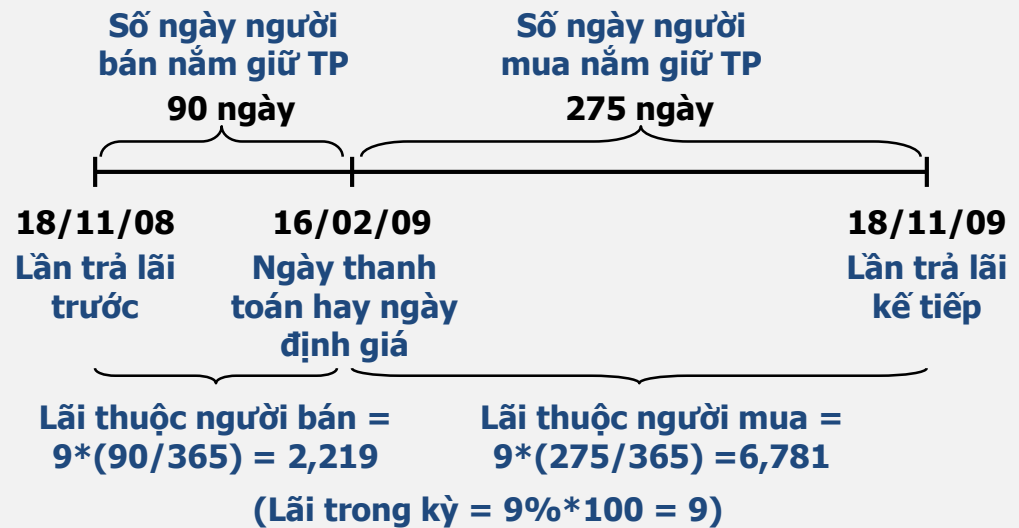 Số ngày người
bán nắm giữ TP
90 ngày
Số ngày người
mua nắm giữ TP
275 ngày
18/11/08
Lần trả lãi
trước
16/02/09
Ngày thanh
toán hay ngày
định giá
18/11/09
Lần trả lãi
kế tiếp
Lãi thuộc người bán =
9*(90/365) = 2,219
Lãi thuộc người mua =
9*(275/365) =6,781
(Lãi trong kỳ = 9%*100 = 9)